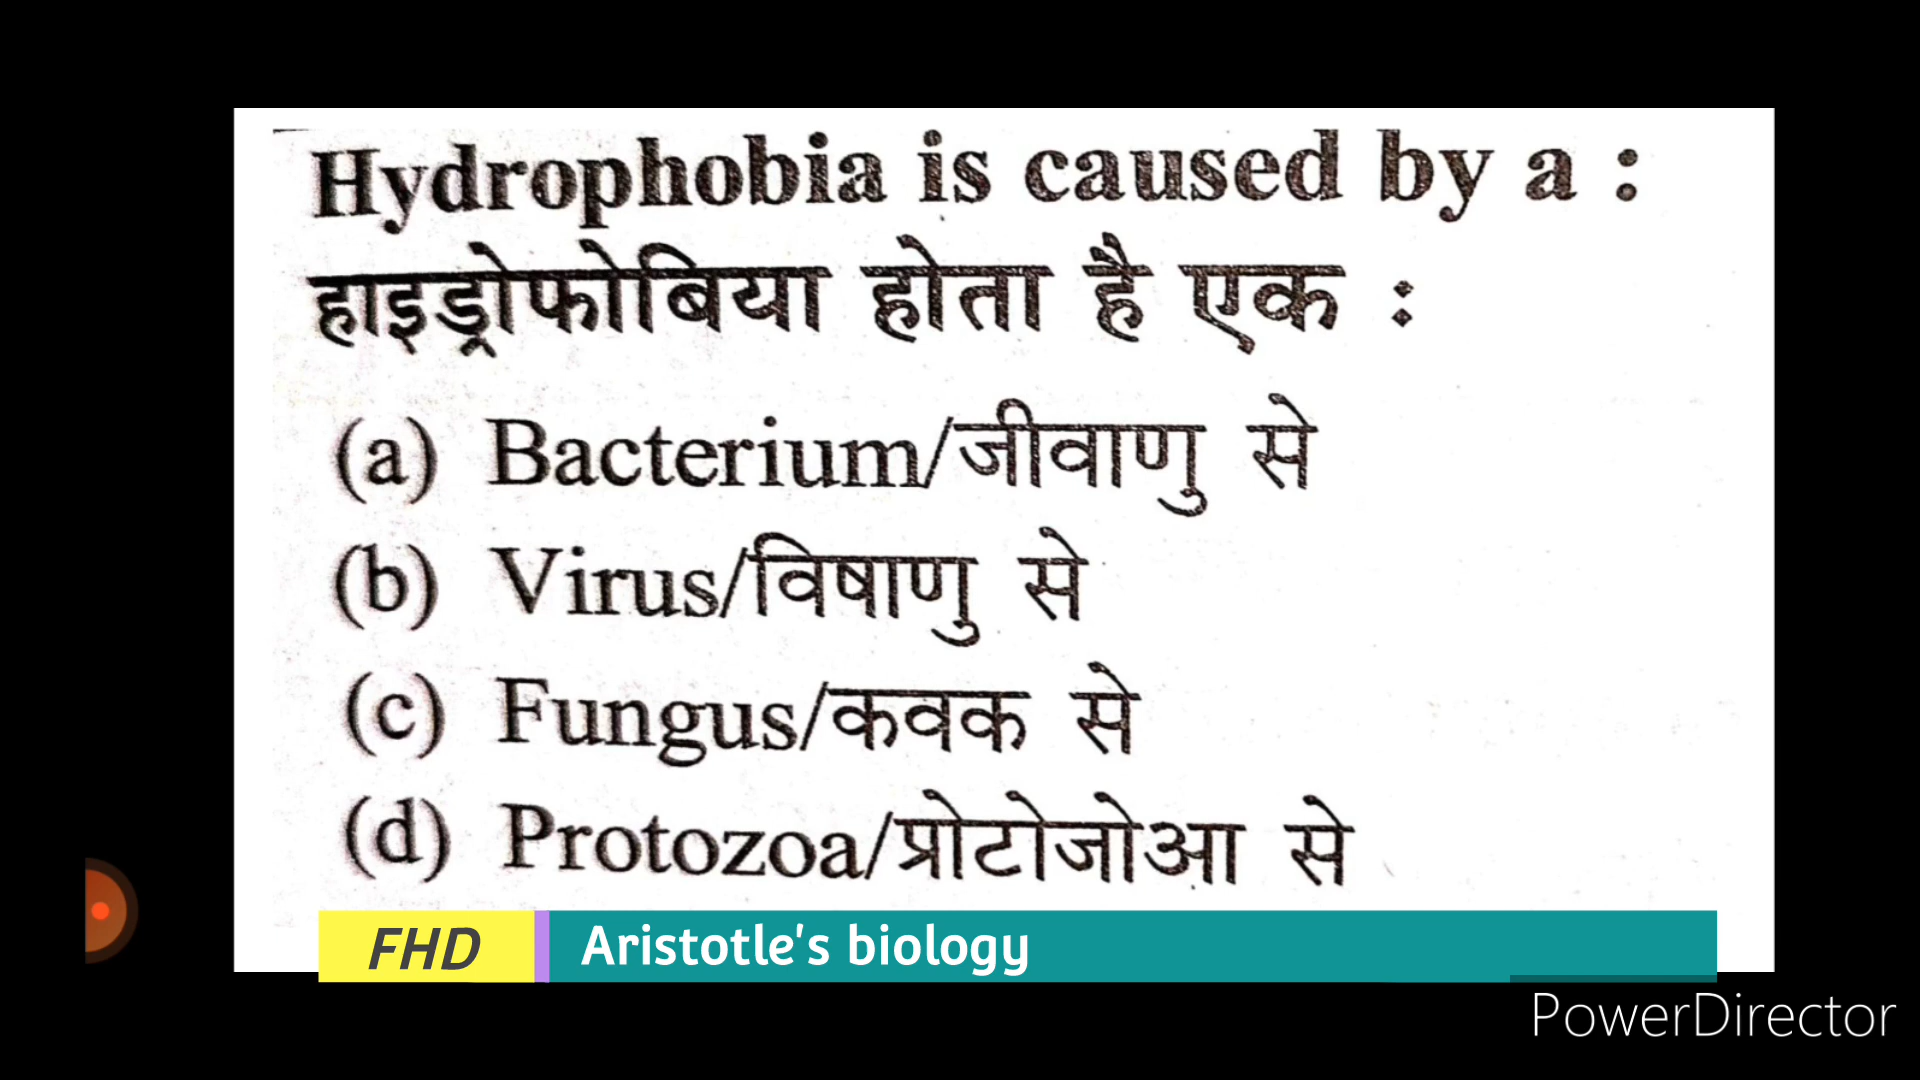 Hydrophobia is caused by a :
हाइड्रोफोबिया होता है एक :
(a) Bacterium/जीवाणु से
(b) Virus/विषाणु से
(c) Fungus/कवक से
(d) Protozoa/प्रोटोजोआ से
FHD Aristotle's biology
PowerDirector